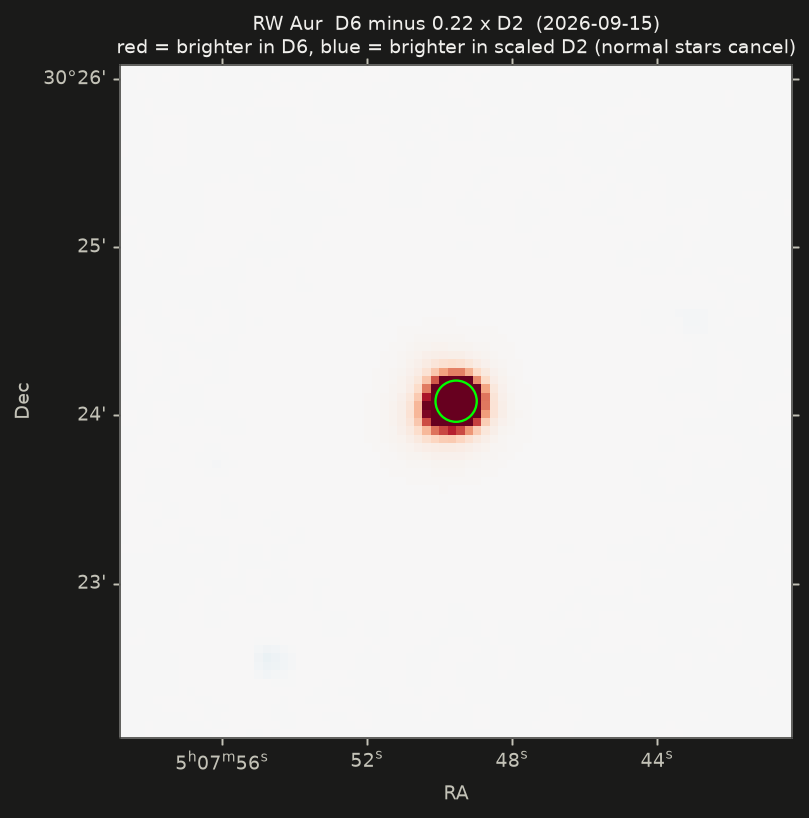 RW Aur  D6 minus 0.22 x D2  (2026-09-15)
red = brighter in D6, blue = brighter in scaled D2 (normal stars cancel)
30°26'
25'
24'
23'
Dec
5h07m56s 52s 48s 44s
RA